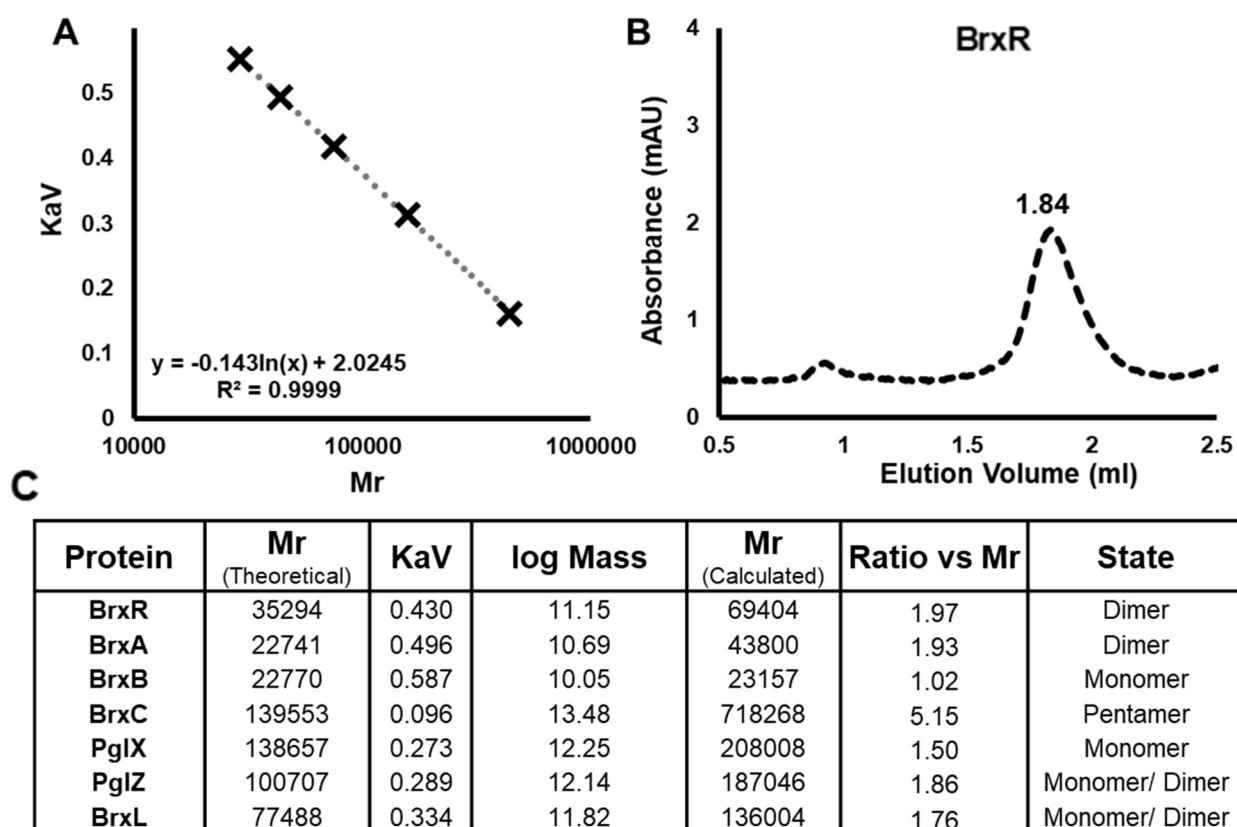 A
KaV
0.5
0.4
0.3
0.2
0.1
0
y = -0.143ln(x) + 2.0245
R² = 0.9999
10000 100000 1000000
Mr
B
BrxR
Absorbance (mAU)
4
3
2
1
0
1.84
0.5 1 1.5 2 2.5
Elution Volume (ml)
C
Protein Mr (Theoretical) KaV log Mass Mr (Calculated) Ratio vs Mr State
BrxR 35294 0.430 11.15 69404 1.97 Dimer
BrxA 22741 0.496 10.69 43800 1.93 Dimer
BrxB 22770 0.587 10.05 23157 1.02 Monomer
BrxC 139553 0.096 13.48 718268 5.15 Pentamer
PglX 138657 0.273 12.25 208008 1.50 Monomer
PglZ 100707 0.289 12.14 187046 1.86 Monomer/ Dimer
BrxL 77488 0.334 11.82 136004 1.76 Monomer/ Dimer